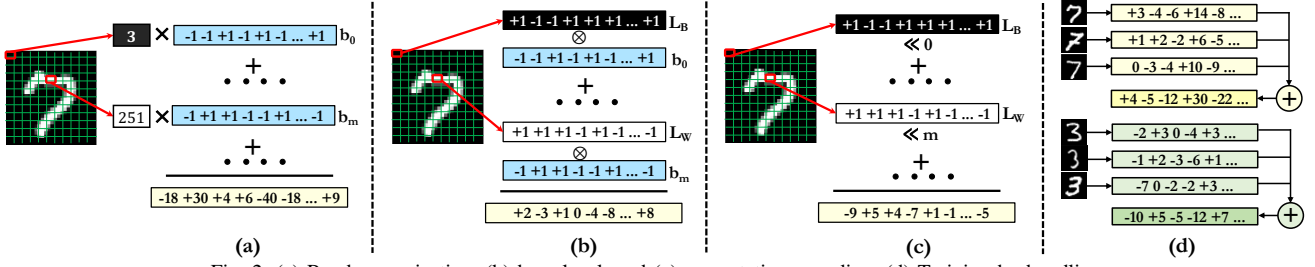 3 × -1 -1 +1 -1 +1 -1 ... +1 b0
+
251 × -1 +1 +1 -1 -1 +1 ... -1 bm
+
-18 +30 +4 +6 -40 -18 ... +9
(a)
+1 -1 -1 +1 +1 +1 ... +1 LB
⊗
-1 -1 +1 -1 +1 -1 ... +1 b0
+
+1 +1 +1 -1 +1 -1 ... -1 LW
⊗
-1 +1 +1 -1 -1 +1 ... -1 bm
+2 -3 +1 0 -4 -8 ... +8
(b)
+1 -1 -1 +1 +1 +1 ... +1 LB
≪ 0
+
+1 +1 +1 -1 +1 -1 ... -1 LW
≪ m
+
-9 +5 +4 -7 +1 -1 ... -5
(c)
7 +3 -4 -6 +14 -8 ...
7 +1 +2 -2 +6 -5 ...
7 0 -3 -4 +10 -9 ...
+4 -5 -12 +30 -22 ... +
3 -2 +3 0 -4 +3 ...
3 -1 +2 -3 -6 +1 ...
3 -7 0 -2 -2 +3 ...
-10 +5 -5 -12 +7 ... +
(d)